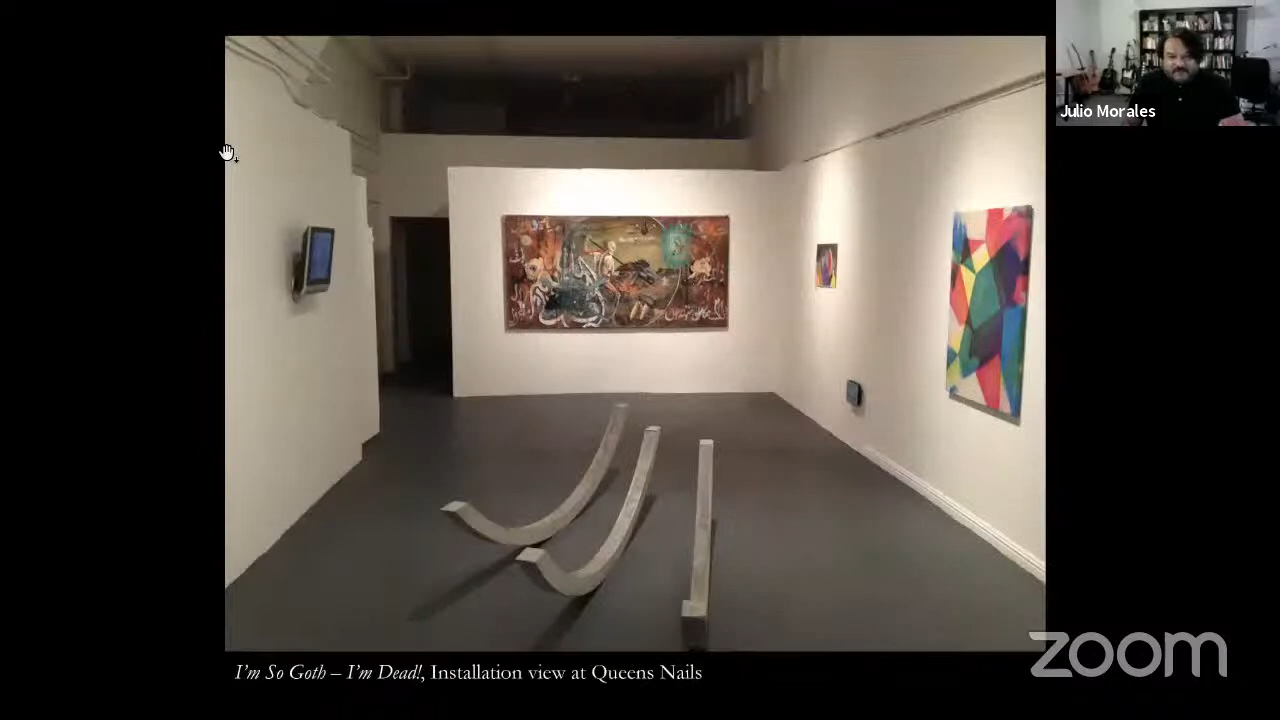 Julio Morales
I'm So Goth – I'm Dead!, Installation view at Queens Nails
zoom